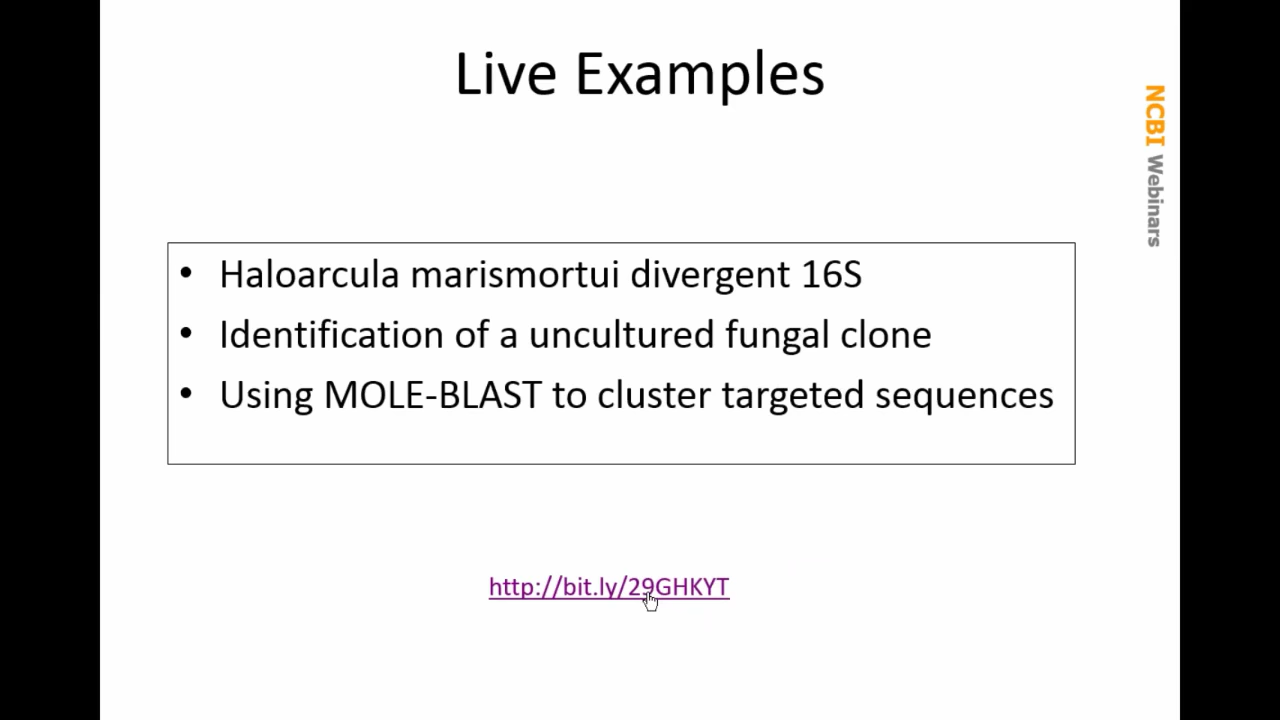 Live Examples
NCBI Webinars
• Haloarcula marismortui divergent 16S
• Identification of a uncultured fungal clone
• Using MOLE-BLAST to cluster targeted sequences
http://bit.ly/29GHKYT